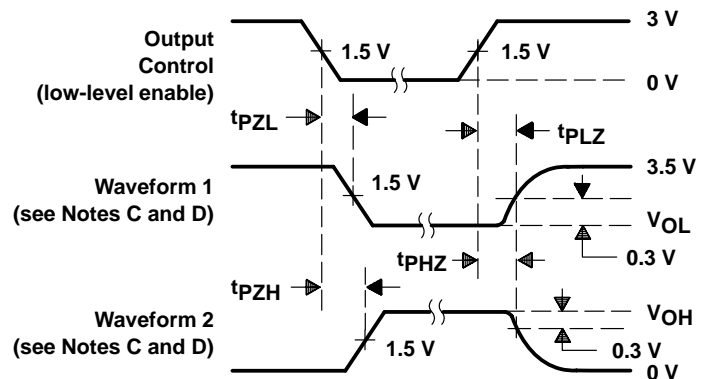 Output
Control
(low-level enable)
3 V
1.5 V
1.5 V
0 V
tPZL
tPLZ
Waveform 1
(see Notes C and D)
3.5 V
1.5 V
VOL
0.3 V
tPHZ
tPZH
Waveform 2
(see Notes C and D)
VOH
1.5 V
0.3 V
0 V